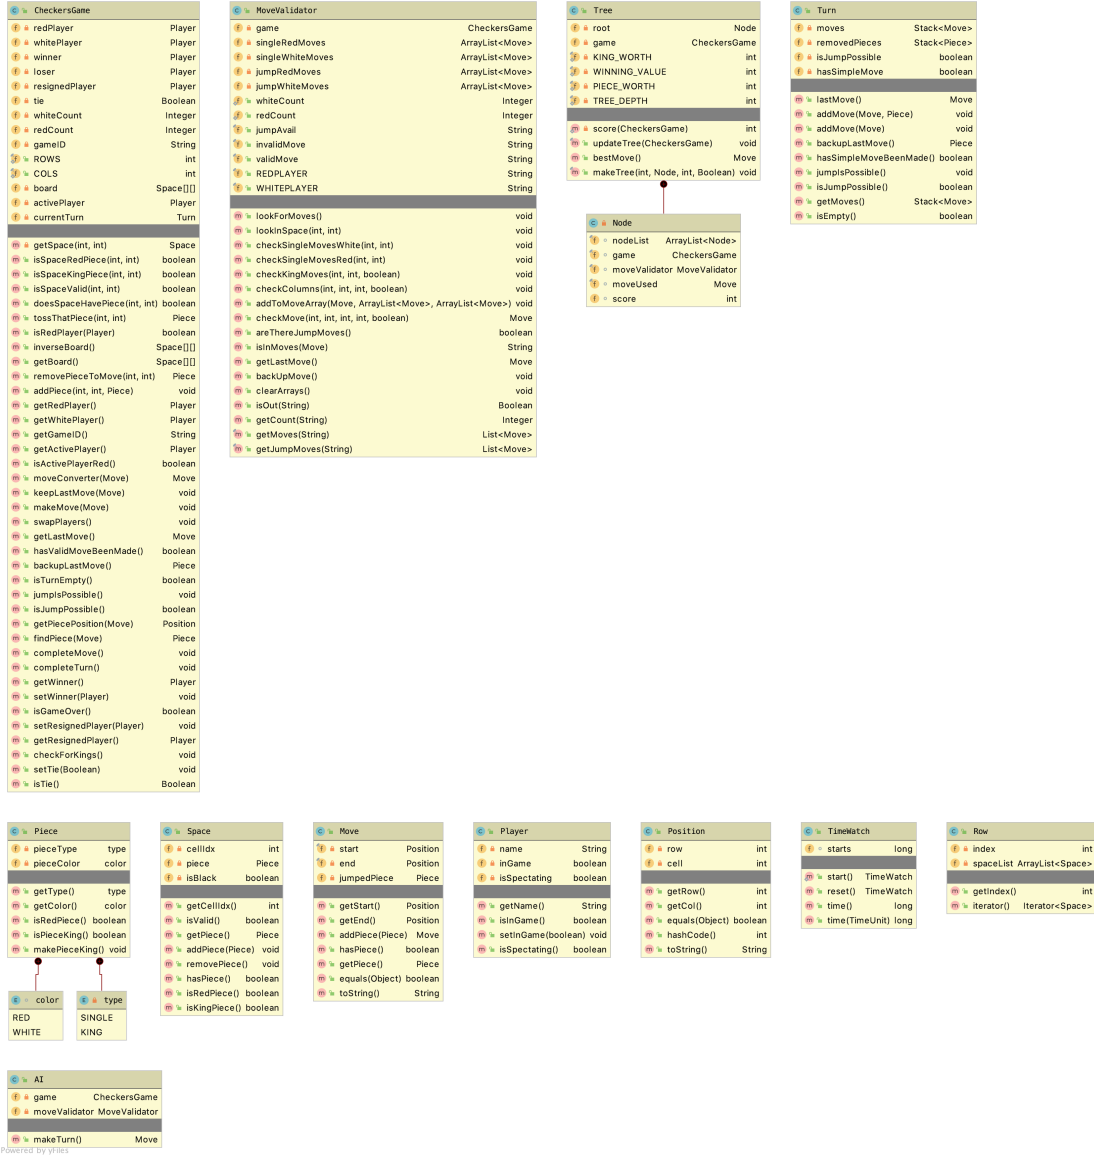 CheckersGame
redPlayer Player
whitePlayer Player
winner Player
loser Player
resignedPlayer Player
tie Boolean
whiteCount Integer
redCount Integer
gameID String
ROWS int
COLS int
board Space[][]
activePlayer Player
currentTurn Turn
getSpace(int, int) Space
isSpaceRedPiece(int, int) boolean
isSpaceKingPiece(int, int) boolean
isSpaceValid(int, int) boolean
doesSpaceHavePiece(int, int) boolean
tossThatPiece(int, int) Piece
isRedPlayer(Player) boolean
inverseBoard() Space[][]
getBoard() Space[][]
removePieceToMove(int, int) Piece
addPiece(int, int, Piece) void
getRedPlayer() Player
getWhitePlayer() Player
getGameID() String
getActivePlayer() Player
isActivePlayerRed() boolean
moveConverter(Move) Move
keepLastMove(Move) void
makeMove(Move) void
swapPlayers() void
getLastMove() Move
hasValidMoveBeenMade() boolean
backupLastMove() Piece
isTurnEmpty() boolean
jumpIsPossible() void
isJumpPossible() boolean
getPiecePosition(Move) Position
findPiece(Move) Piece
completeMove() void
completeTurn() void
getWinner() Player
setWinner(Player) void
isGameOver() boolean
setResignedPlayer(Player) void
getResignedPlayer() Player
checkForKings() void
setTie(Boolean) void
isTie() Boolean
MoveValidator
game CheckersGame
singleRedMoves ArrayList<Move>
singleWhiteMoves ArrayList<Move>
jumpRedMoves ArrayList<Move>
jumpWhiteMoves ArrayList<Move>
whiteCount Integer
redCount Integer
jumpAvail String
invalidMove String
validMove String
REDPLAYER String
WHITEPLAYER String
lookForMoves() void
lookInSpace(int, int) void
checkSingleMovesWhite(int, int) void
checkSingleMovesRed(int, int) void
checkKingMoves(int, int, boolean) void
checkColumns(int, int, int, boolean) void
addToMoveArray(Move, ArrayList<Move>, ArrayList<Move>) void
checkMove(int, int, int, int, boolean) Move
areThereJumpMoves() boolean
isInMoves(Move) String
getLastMove() Move
backUpMove() void
clearArrays() void
isOut(String) Boolean
getCount(String) Integer
getMoves(String) List<Move>
getJumpMoves(String) List<Move>
Tree
root Node
game CheckersGame
KING_WORTH int
WINNING_VALUE int
PIECE_WORTH int
TREE_DEPTH int
score(CheckersGame) int
updateTree(CheckersGame) void
bestMove() Move
makeTree(int, Node, int, Boolean) void
Node
nodeList ArrayList<Node>
game CheckersGame
moveValidator MoveValidator
moveUsed Move
score int
Turn
moves Stack<Move>
removedPieces Stack<Piece>
isJumpPossible boolean
hasSimpleMove boolean
lastMove() Move
addMove(Move, Piece) void
addMove(Move) void
backupLastMove() Piece
hasSimpleMoveBeenMade() boolean
jumpIsPossible() void
isJumpPossible() boolean
getMoves() Stack<Move>
isEmpty() boolean
Piece
pieceType type
pieceColor color
getType() type
getColor() color
isRedPiece() boolean
isPieceKing() boolean
makePieceKing() void
color
RED
WHITE
type
SINGLE
KING
Space
cellIdx int
piece Piece
isBlack boolean
getCellIdx() int
isValid() boolean
getPiece() Piece
addPiece(Piece) void
removePiece() void
hasPiece() boolean
isRedPiece() boolean
isKingPiece() boolean
Move
start Position
end Position
jumpedPiece Piece
getStart() Position
getEnd() Position
addPiece(Piece) Move
hasPiece() boolean
getPiece() Piece
equals(Object) boolean
toString() String
Player
name String
inGame boolean
isSpectating boolean
getName() String
isInGame() boolean
setInGame(boolean) void
isSpectating() boolean
Position
row int
cell int
getRow() int
getCol() int
equals(Object) boolean
hashCode() int
toString() String
TimeWatch
starts long
start() TimeWatch
reset() TimeWatch
time() long
time(TimeUnit) long
Row
index int
spaceList ArrayList<Space>
getIndex() int
iterator() Iterator<Space>
AI
game CheckersGame
moveValidator MoveValidator
makeTurn() Move
Powered by yFiles